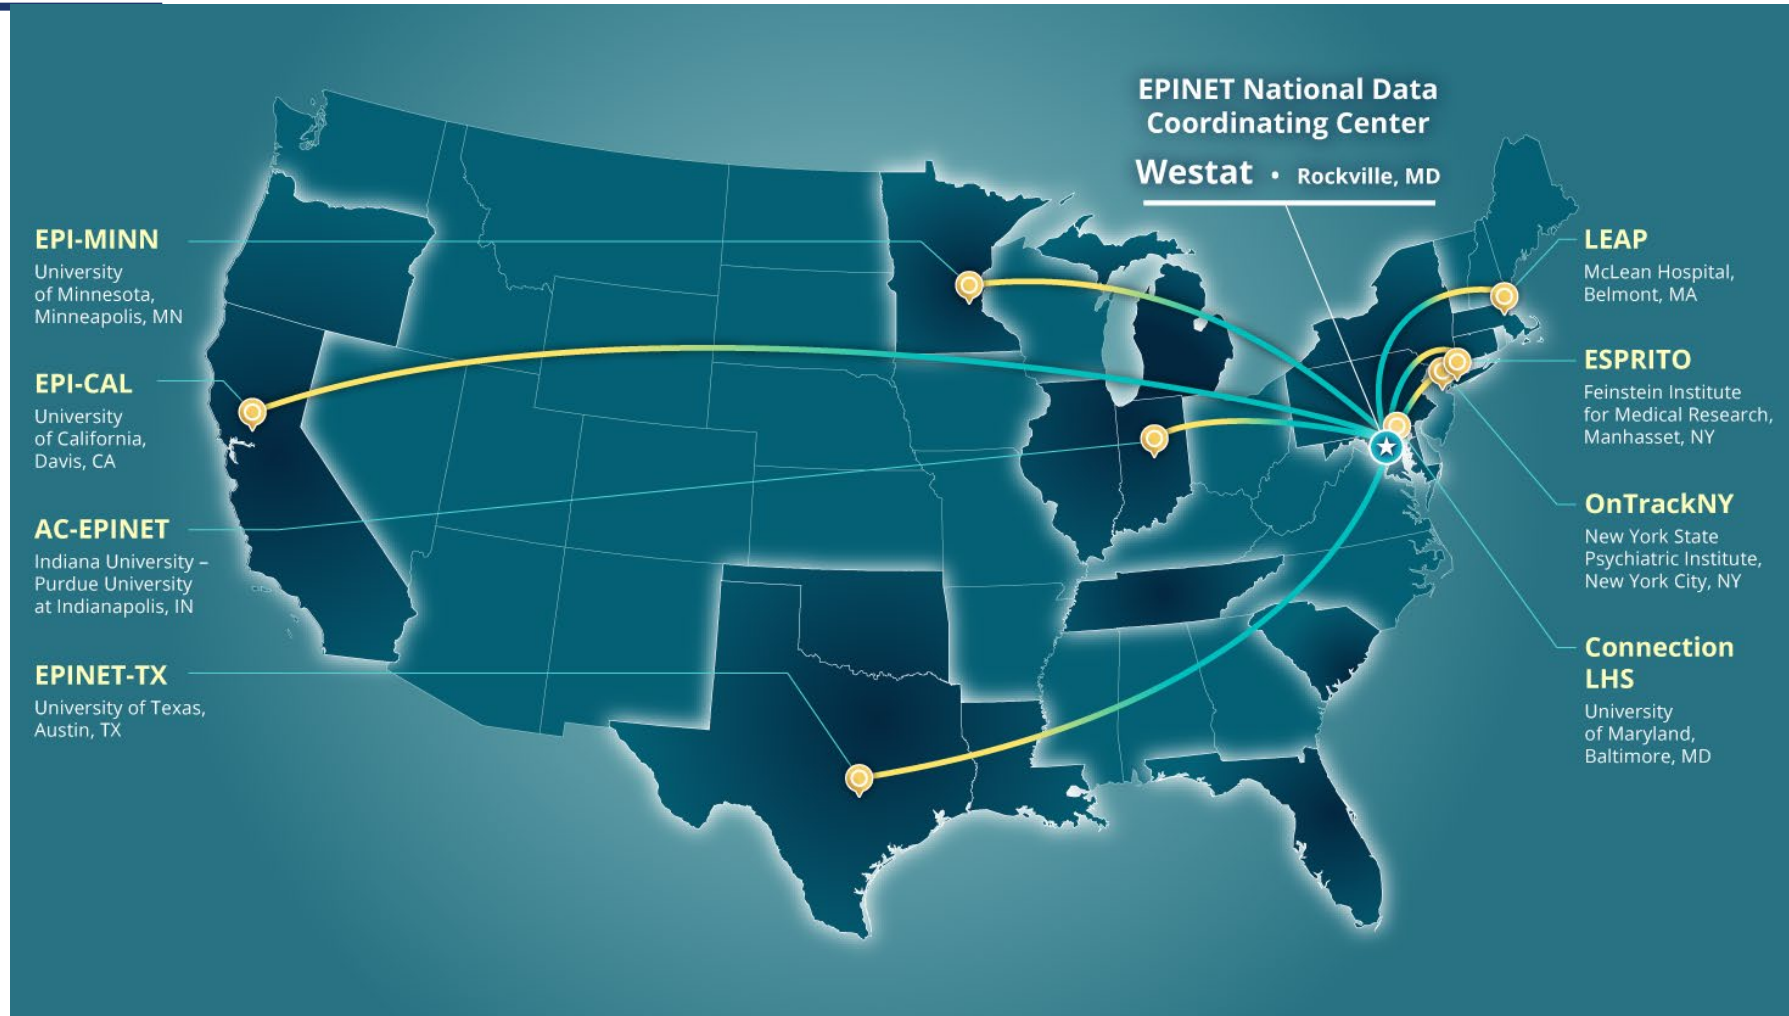 EPINET National Data
Coordinating Center
Westat • Rockville, MD
EPI-MINN
University
of Minnesota,
Minneapolis, MN
EPI-CAL
University
of California,
Davis, CA
AC-EPINET
Indiana University –
Purdue University
at Indianapolis, IN
EPINET-TX
University of Texas,
Austin, TX
LEAP
McLean Hospital,
Belmont, MA
ESPRITO
Feinstein Institute
for Medical Research,
Manhasset, NY
OnTrackNY
New York State
Psychiatric Institute,
New York City, NY
Connection
LHS
University
of Maryland,
Baltimore, MD